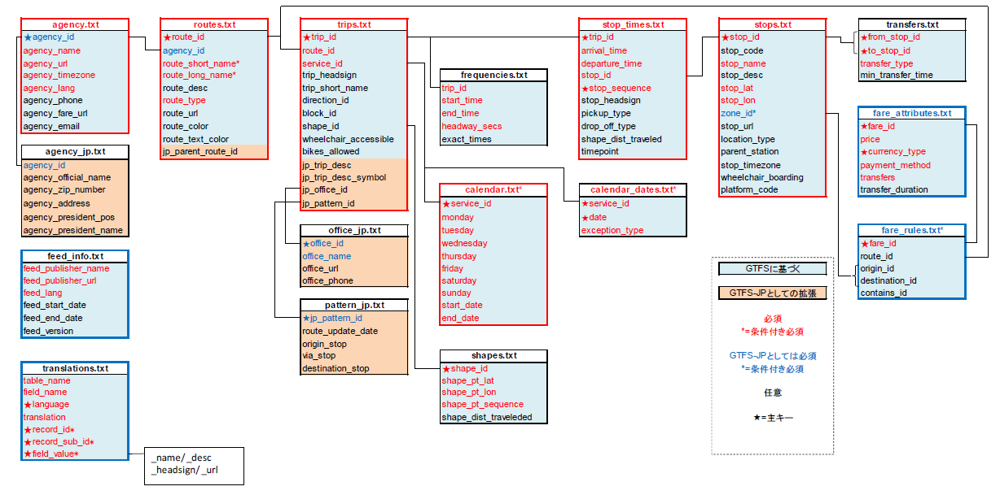 agency.txt
★agency_id
agency_name
agency_url
agency_timezone
agency_lang
agency_phone
agency_fare_url
agency_email
agency_jp.txt
agency_id
agency_official_name
agency_zip_number
agency_address
agency_president_pos
agency_president_name
feed_info.txt
feed_publisher_name
feed_publisher_url
feed_lang
feed_start_date
feed_end_date
feed_version
translations.txt
table_name
field_name
★language
translation
★record_id*
★record_sub_id*
★field_value*
_name/_desc
_headsign/_url
routes.txt
★route_id
agency_id
route_short_name*
route_long_name*
route_desc
route_type
route_url
route_color
route_text_color
jp_parent_route_id
trips.txt
★trip_id
route_id
service_id
trip_headsign
trip_short_name
direction_id
block_id
shape_id
wheelchair_accessible
bikes_allowed
jp_trip_desc
jp_trip_desc_symbol
jp_office_id
jp_pattern_id
office_jp.txt
★office_id
office_name
office_url
office_phone
pattern_jp.txt
★jp_pattern_id
route_update_date
origin_stop
via_stop
destination_stop
frequencies.txt
trip_id
start_time
end_time
headway_secs
exact_times
calendar.txt*
★service_id
monday
tuesday
wednesday
thursday
friday
saturday
sunday
start_date
end_date
shapes.txt
★shape_id
shape_pt_lat
shape_pt_lon
shape_pt_sequence
shape_dist_traveleded
stop_times.txt
★trip_id
arrival_time
departure_time
stop_id
★stop_sequence
stop_headsign
pickup_type
drop_off_type
shape_dist_traveled
timepoint
calendar_dates.txt*
★service_id
★date
exception_type
stops.txt
★stop_id
stop_code
stop_name
stop_desc
stop_lat
stop_lon
zone_id*
stop_url
location_type
parent_station
stop_timezone
wheelchair_boarding
platform_code
transfers.txt
★from_stop_id
★to_stop_id
transfer_type
min_transfer_time
fare_attributes.txt
★fare_id
price
★currency_type
payment_method
transfers
transfer_duration
fare_rules.txt*
★fare_id
route_id
origin_id
destination_id
contains_id
GTFSに基づく
GTFS-JPとしての拡張
必須
*=条件付き必須
GTFS-JPとしては必須
*=条件付き必須
任意
★=主キー